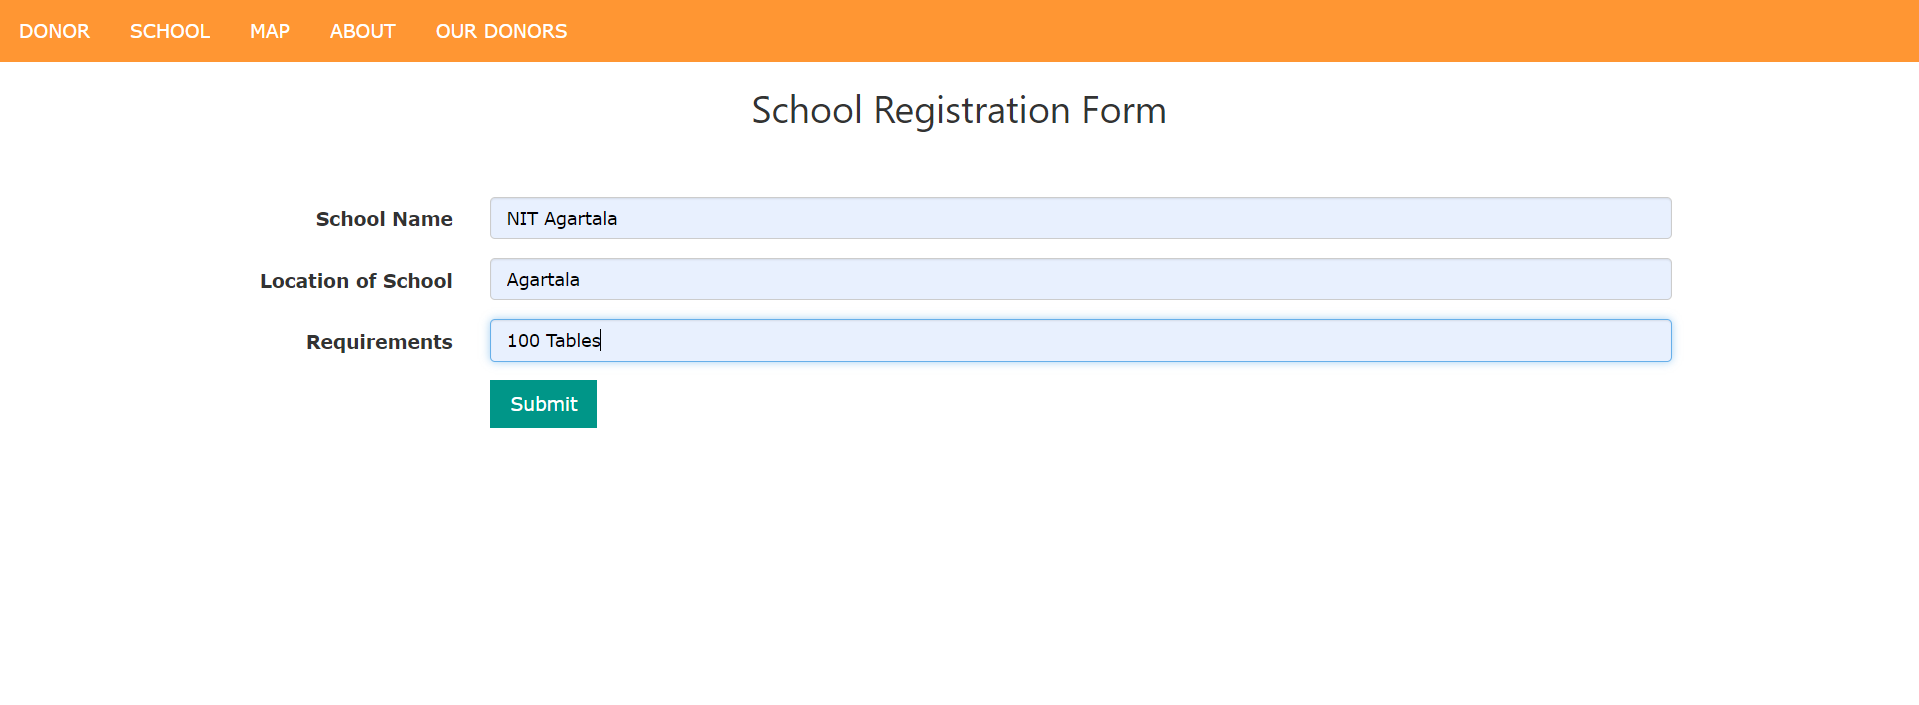 DONOR SCHOOL MAP ABOUT OUR DONORS
School Registration Form
School Name NIT Agartala
Location of School Agartala
Requirements 100 Tables
Submit